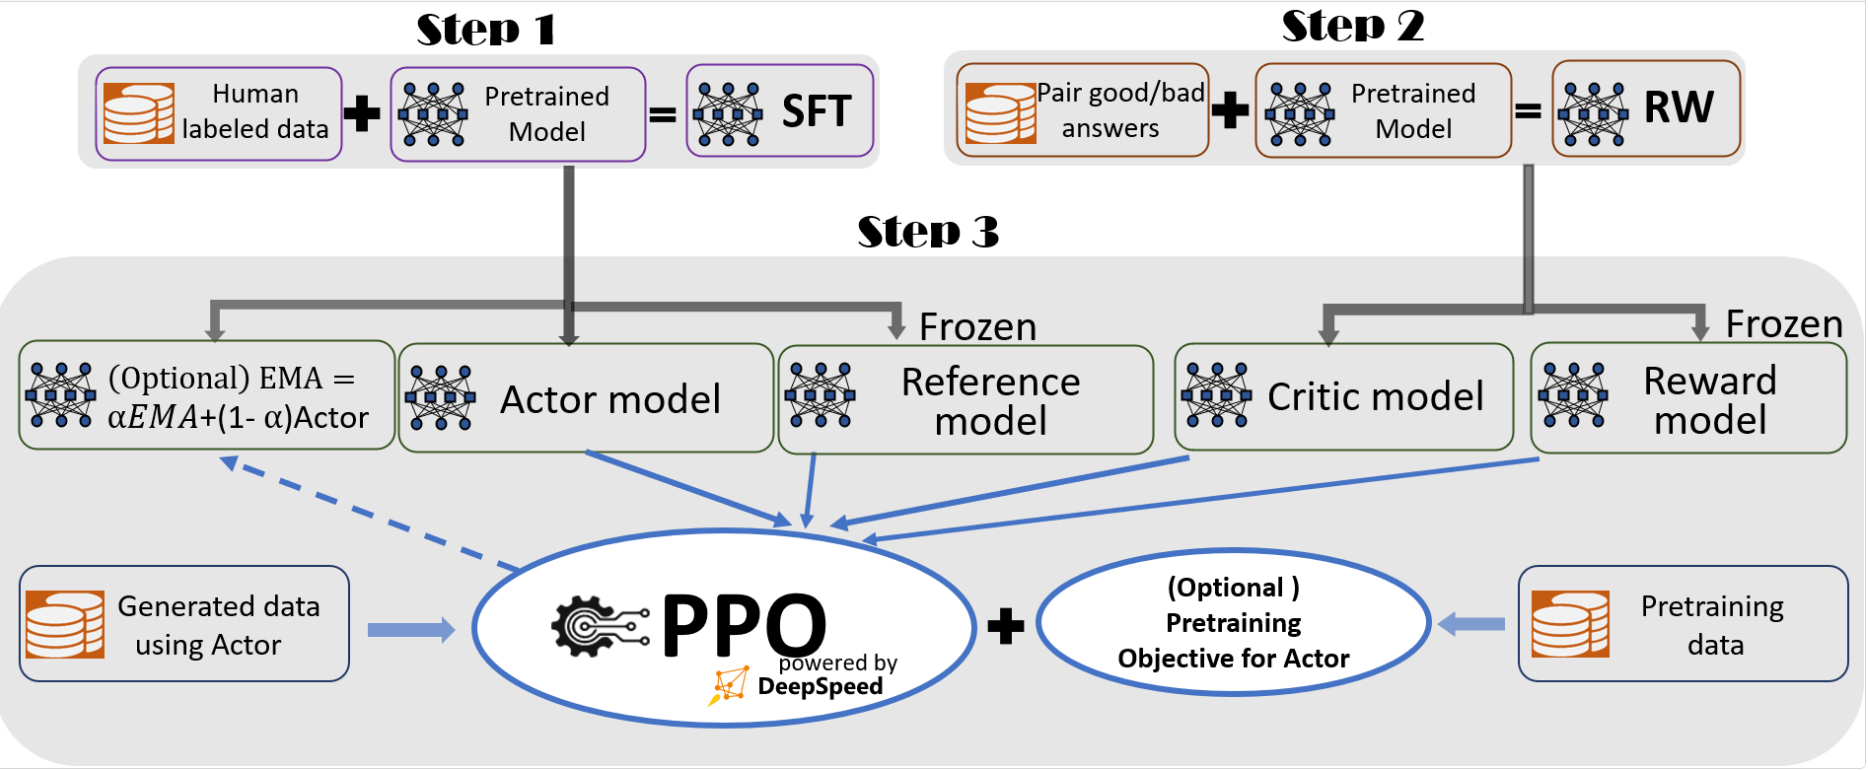 Step 1
Human
labeled data
+
Pretrained
Model
=
SFT
Step 2
Pair good/bad
answers
+
Pretrained
Model
=
RW
Step 3
(Optional) EMA =
αEMA+(1- α)Actor
Actor model
Frozen
Reference
model
Critic model
Frozen
Reward
model
Generated data
using Actor
PPO
powered by
DeepSpeed
+
(Optional )
Pretraining
Objective for Actor
Pretraining
data